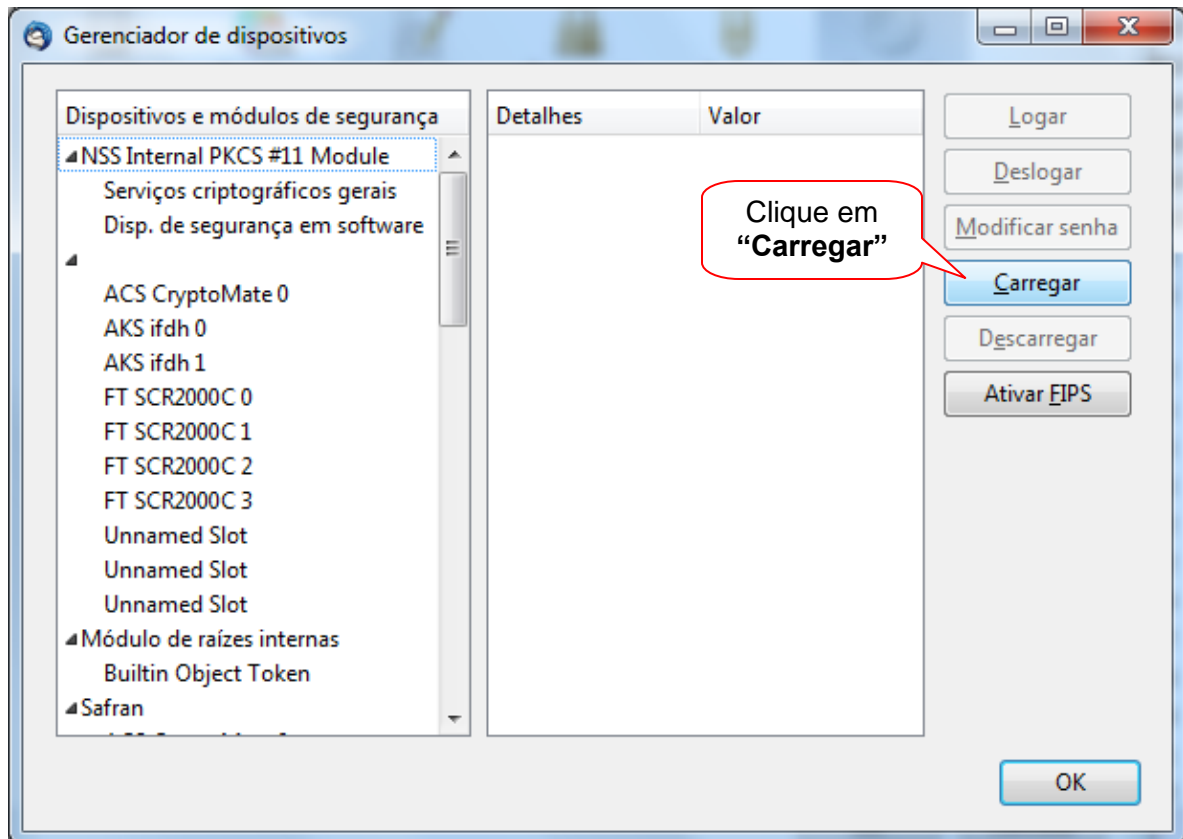 Gerenciador de dispositivos
Dispositivos e módulos de segurança
NSS Internal PKCS #11 Module
Serviços criptográficos gerais
Disp. de segurança em software
ACS CryptoMate 0
AKS ifdh 0
AKS ifdh 1
FT SCR2000C 0
FT SCR2000C 1
FT SCR2000C 2
FT SCR2000C 3
Unnamed Slot
Unnamed Slot
Unnamed Slot
Módulo de raízes internas
Builtin Object Token
Safran
Detalhes Valor
Clique em
“Carregar”
Logar
Deslogar
Modificar senha
Carregar
Descarregar
Ativar FIPS
OK